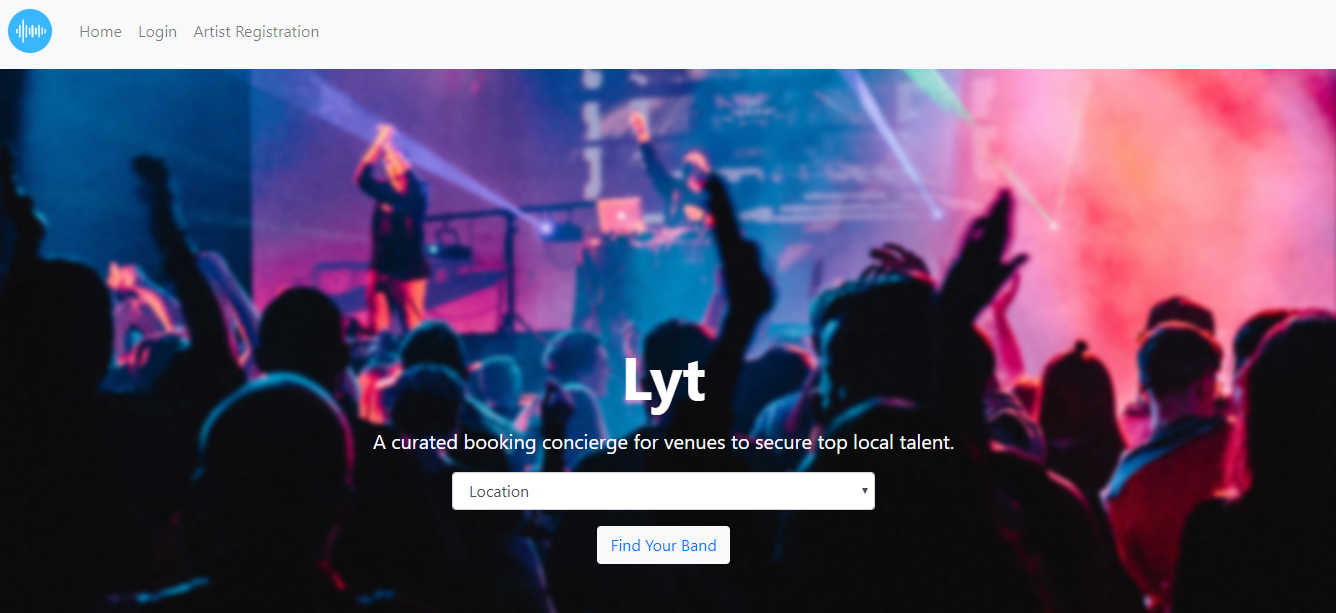 Home Login Artist Registration
Lyt
A curated booking concierge for venues to secure top local talent.
Location
Find Your Band